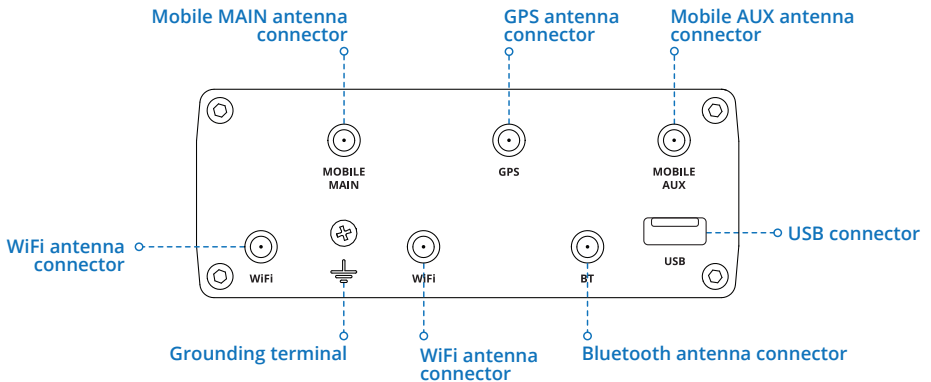 Mobile MAIN antenna
connector
GPS antenna
connector
Mobile AUX antenna
connector
MOBILE
MAIN
GPS
MOBILE
AUX
WiFi antenna
connector
WiFi
WiFi
BT
USB
USB connector
Grounding terminal
WiFi antenna
connector
Bluetooth antenna connector